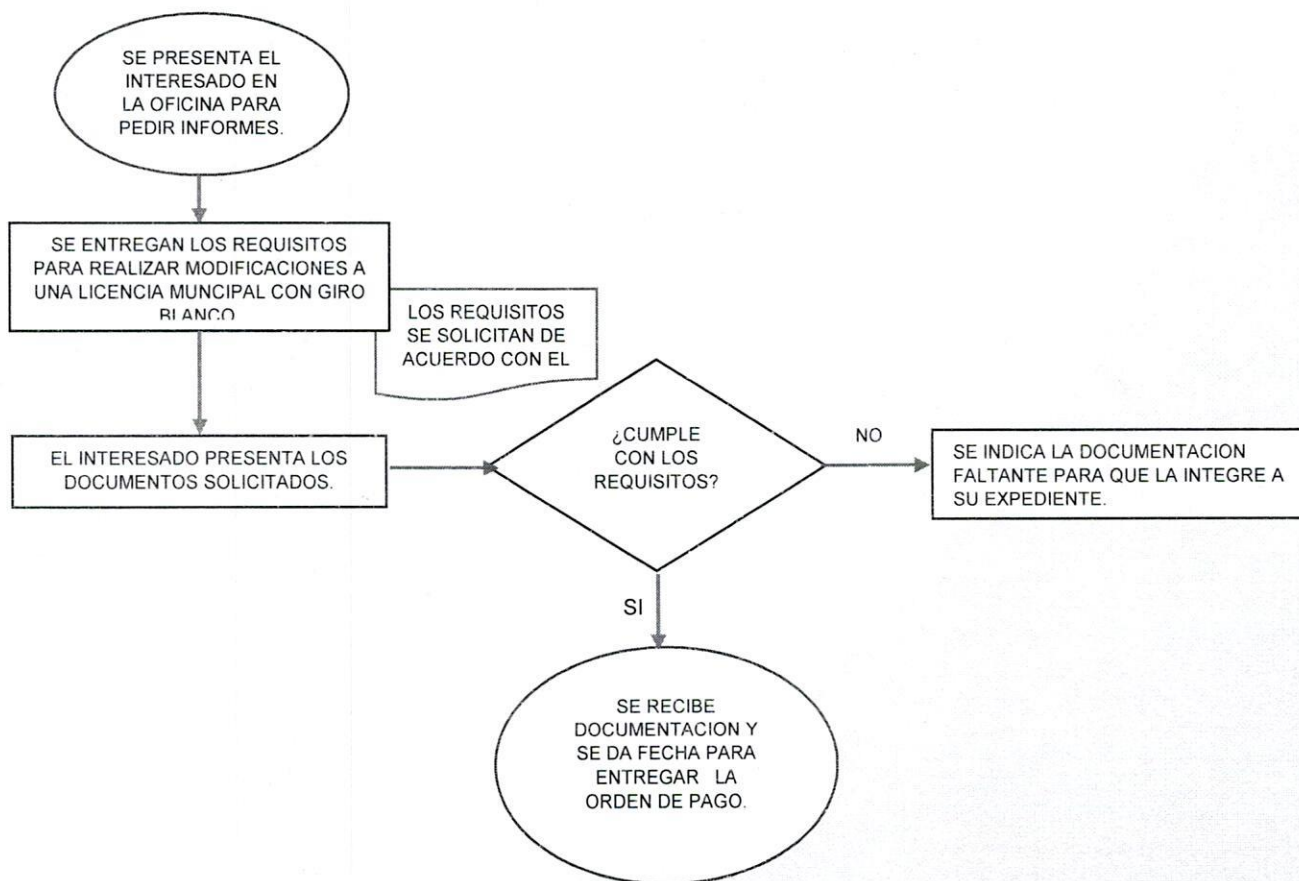 SE PRESENTA EL
INTERESADO EN
LA OFICINA PARA
PEDIR INFORMES.
SE ENTREGAN LOS REQUISITOS
PARA REALIZAR MODIFICACIONES A
UNA LICENCIA MUNCIPAL CON GIRO
BLANCO
LOS REQUISITOS
SE SOLICITAN DE
ACUERDO CON EL
EL INTERESADO PRESENTA LOS
DOCUMENTOS SOLICITADOS.
¿CUMPLE
CON LOS
REQUISITOS?
NO
SE INDICA LA DOCUMENTACION
FALTANTE PARA QUE LA INTEGRE A
SU EXPEDIENTE.
SI
SE RECIBE
DOCUMENTACION Y
SE DA FECHA PARA
ENTREGAR LA
ORDEN DE PAGO.